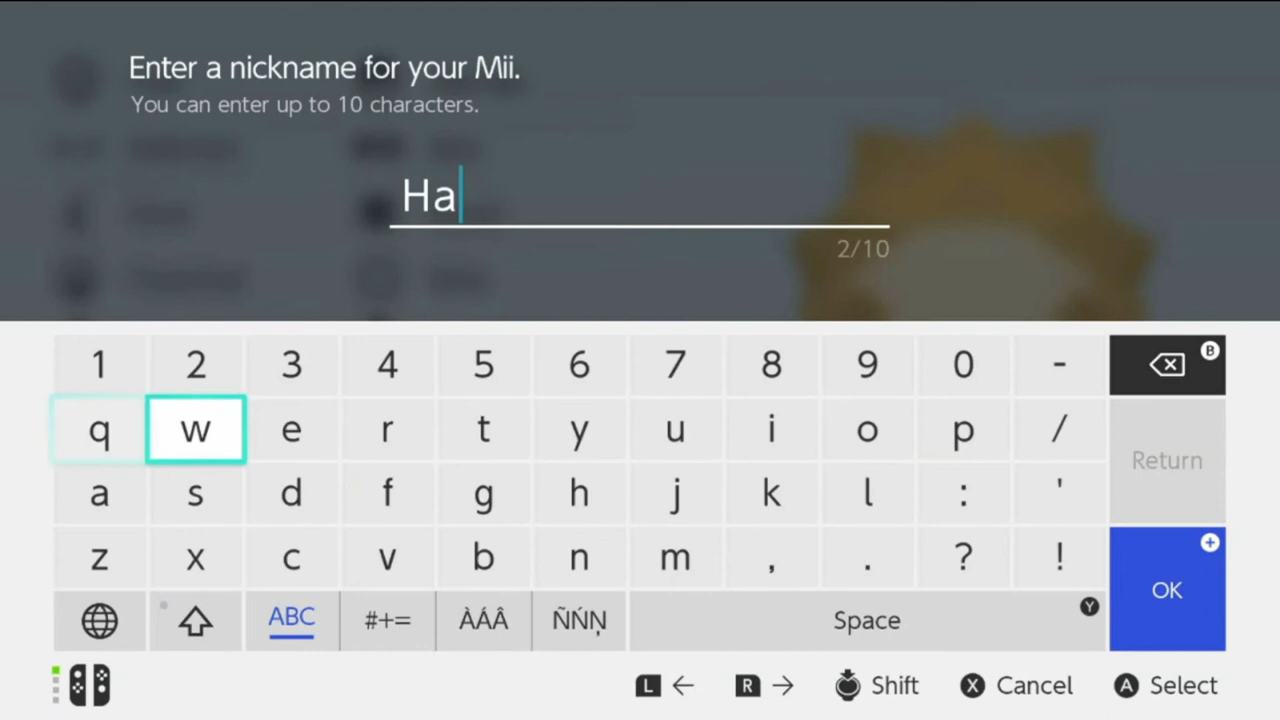 Enter a nickname for your Mii.
You can enter up to 10 characters.
Ha
2/10
1 2 3 4 5 6 7 8 9 0 - B
q w e r t y u i o p / Return
a s d f g h j k l : '
z x c v b n m , . ? ! OK
ABC #+= ÀÁÂ ÑŃŅ Space Y
L ← R → Shift X Cancel A Select